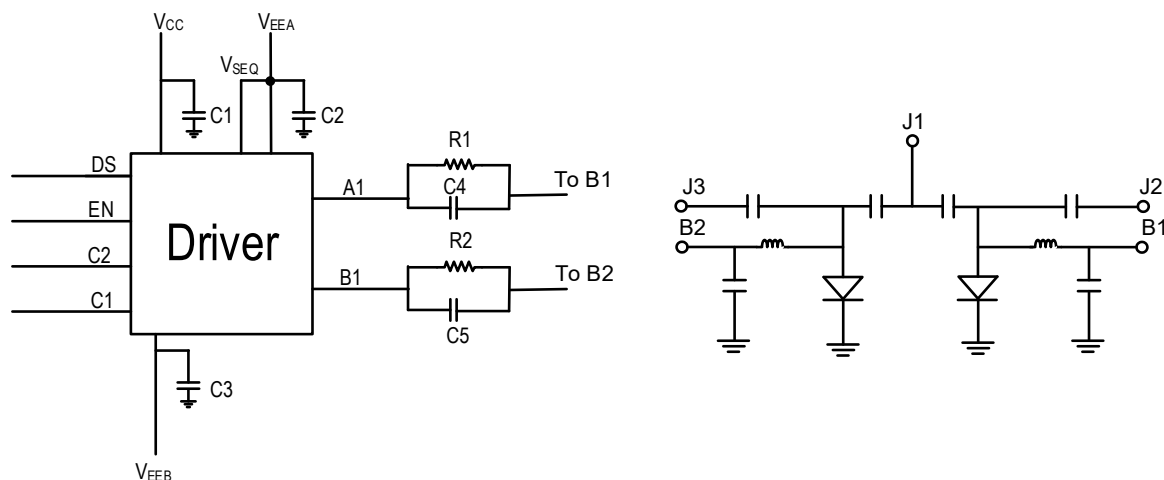 VCC
VEEA
VSEQ
C1
C2
DS
EN
C2
C1
Driver
A1
R1
C4
To B1
B1
R2
C5
To B2
C3
VEEB
J1
J3
J2
B2
B1